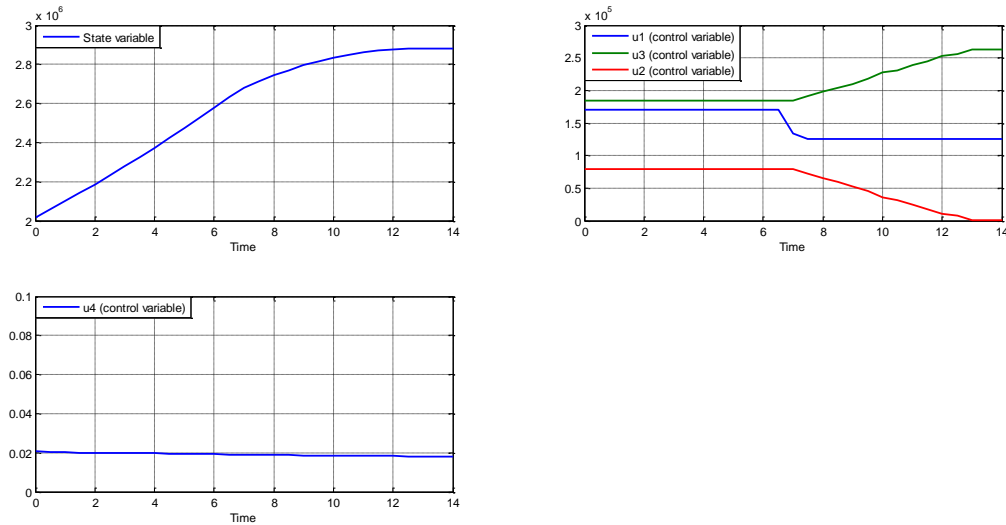 x 10^6
3
2.8
2.6
2.4
2.2
2
State variable
0 2 4 6 8 10 12 14
Time
x 10^5
3
2.5
2
1.5
1
0.5
0
u1 (control variable)
u3 (control variable)
u2 (control variable)
0 2 4 6 8 10 12 14
Time
0.1
0.08
0.06
0.04
0.02
0
u4 (control variable)
0 2 4 6 8 10 12 14
Time